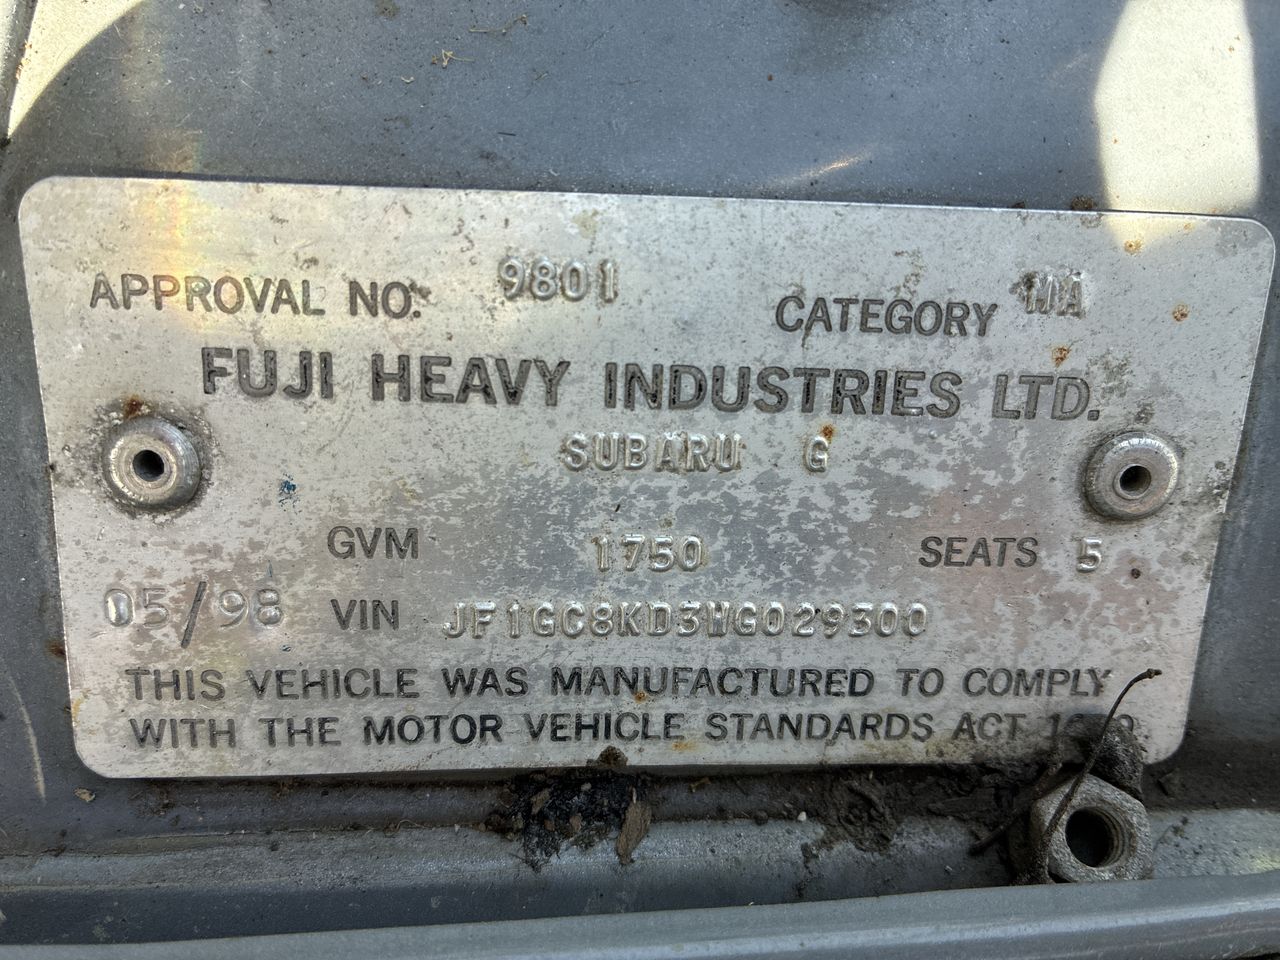 APPROVAL NO. 9801 CATEGORY MA
FUJI HEAVY INDUSTRIES LTD.
SUBARU G
GVM 1750 SEATS 5
05/98 VIN JF1GC8KD3WG029300
THIS VEHICLE WAS MANUFACTURED TO COMPLY
WITH THE MOTOR VEHICLE STANDARDS ACT